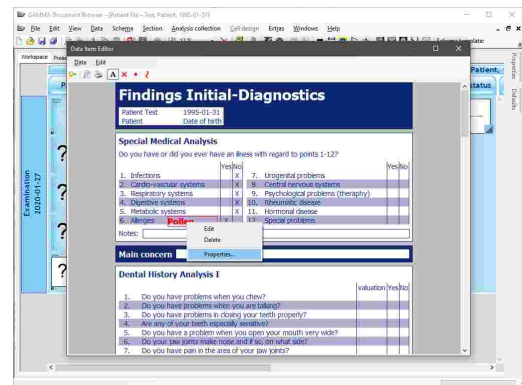 GAMMA Document Browser - [Patient file - Test, Patient, 1995-01-31]
File Edit View Data Schema Section Analysis collection Cell design Extras Windows Help
Workspace
Data Item Editor
Data Edit
Patient,
status
Properties
Defaults
Examination
2020-01-27
?
?
?
?
Findings Initial-Diagnostics
Patient Test 1995-01-31
Patient Date of birth
Special Medical Analysis
Do you have or did you ever have an illness with regard to points 1-12?
Yes No Yes No
1. Infections X 7. Urogenital problems
2. Cardio-vascular systems X 8. Central nervous systems
3. Respiratory systems X 9. Psychological problems (theraphy)
4. Digestive systems X 10. Rheumatic disease
5. Metabolic systems X 11. Hormonal disease
6. Allerges Pollen X 12. Special problems
Notes:
Edit
Delete
Properties...
Main concern
Dental History Analysis I
valuation Yes No
1. Do you have problems when you chew?
2. Do you have problems when you are talking?
3. Do you have problems in closing your teeth properly?
4. Are any of your teeth especially sensitive?
5. Do you have a problem when you open your mouth very wide?
6. Do your jaw joints make noise and if so, on what side?
7. Do you have pain in the area of your jaw joints?